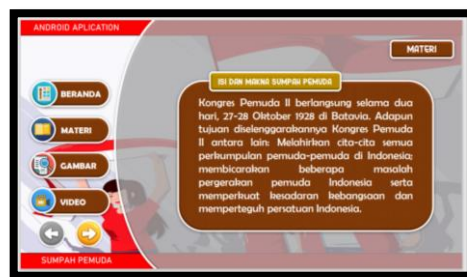 ANDROID APLICATION
MATERI
BERANDA
MATERI
GAMBAR
VIDEO
SUMPAH PEMUDA
ISI DAN MAKNA SUMPAH PEMUDA
Kongres Pemuda II berlangsung selama dua
hari, 27-28 Oktober 1928 di Batavia. Adapun
tujuan diselenggarakannya Kongres Pemuda
II antara lain: Melahirkan cita-cita semua
perkumpulan pemuda-pemuda di Indonesia;
membicarakan beberapa masalah
pergerakan pemuda Indonesia serta
memperkuat kesadaran kebangsaan dan
memperteguh persatuan Indonesia.